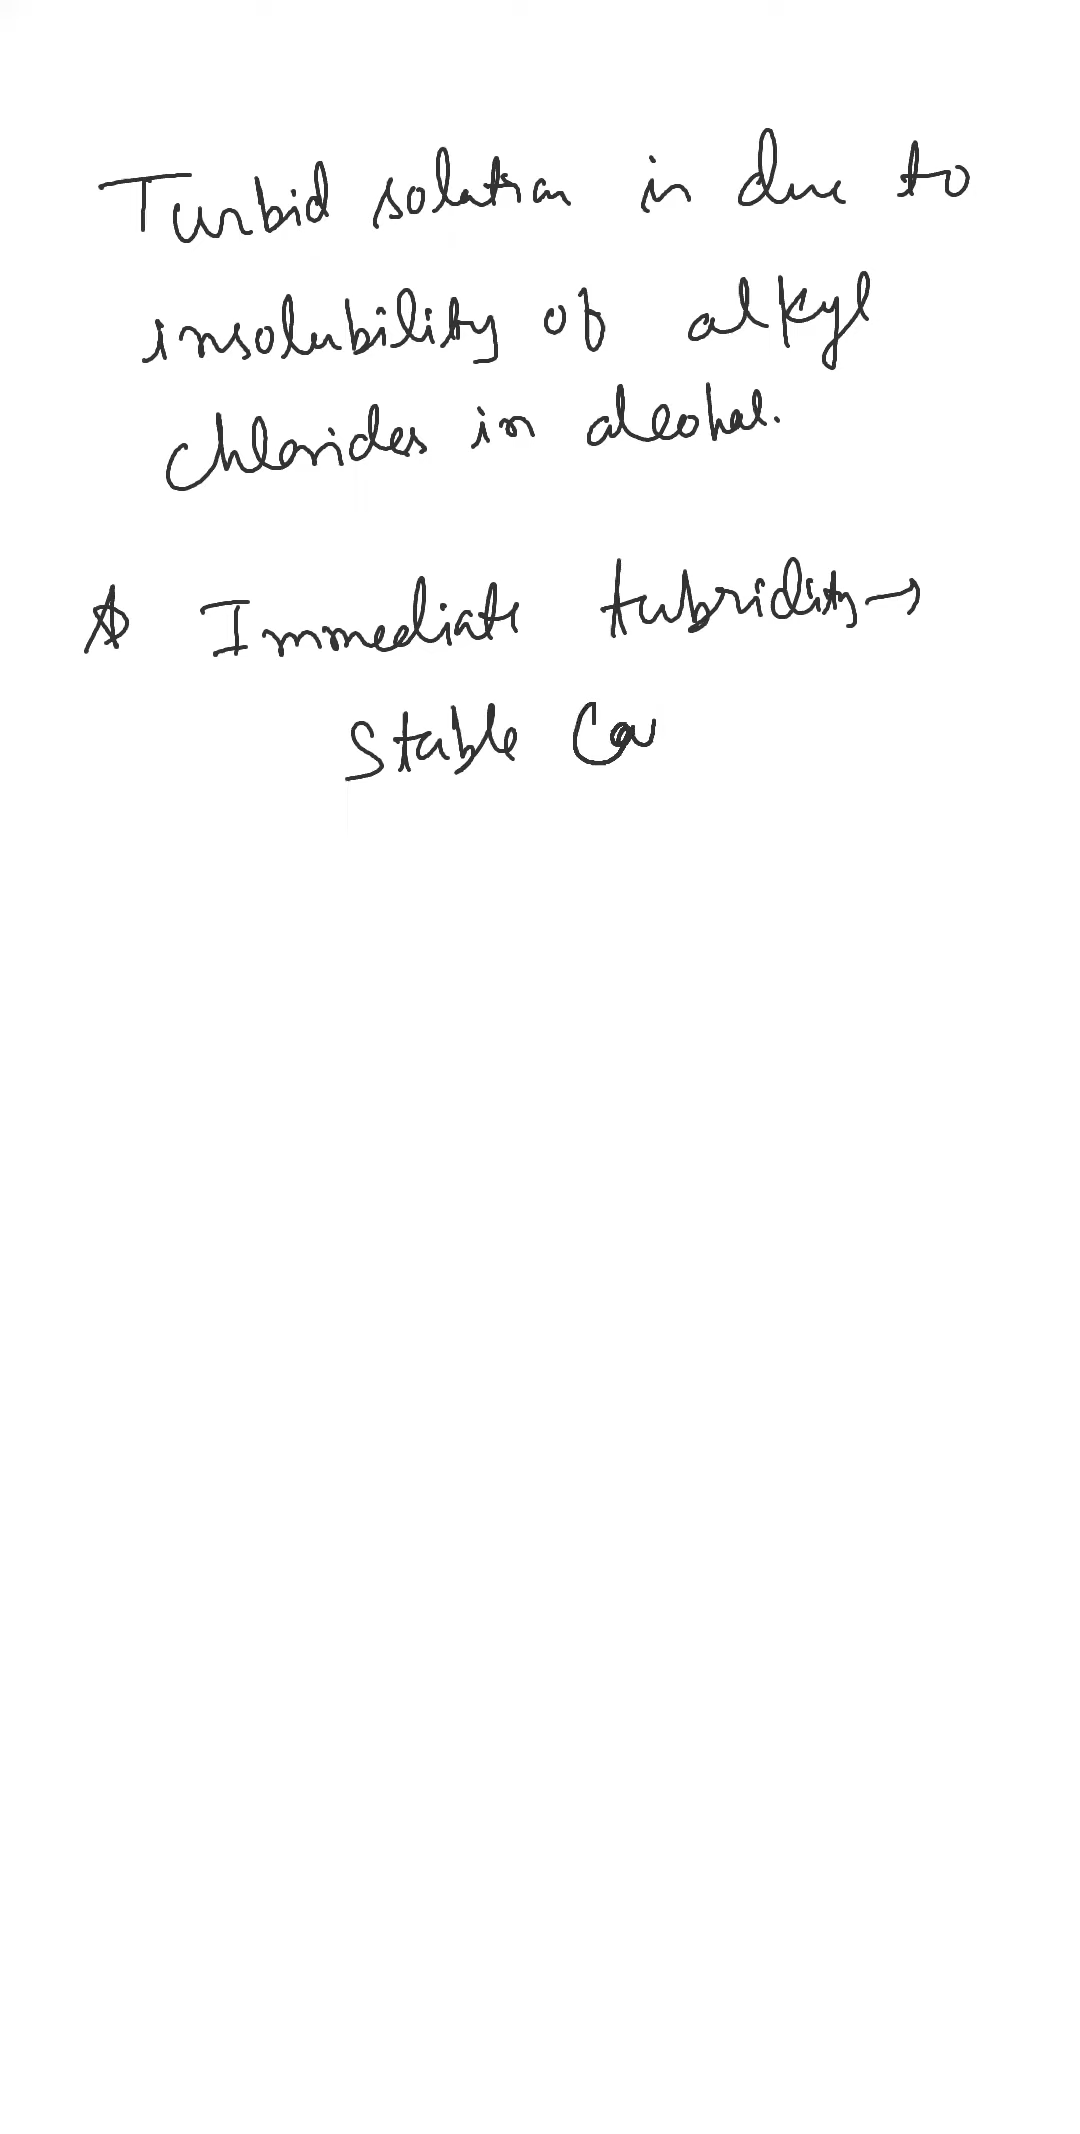 Turbid solution is due to
insolubility of alkyl
chlorides in alcohol.
* Immediate tubridity →
Stable Ca